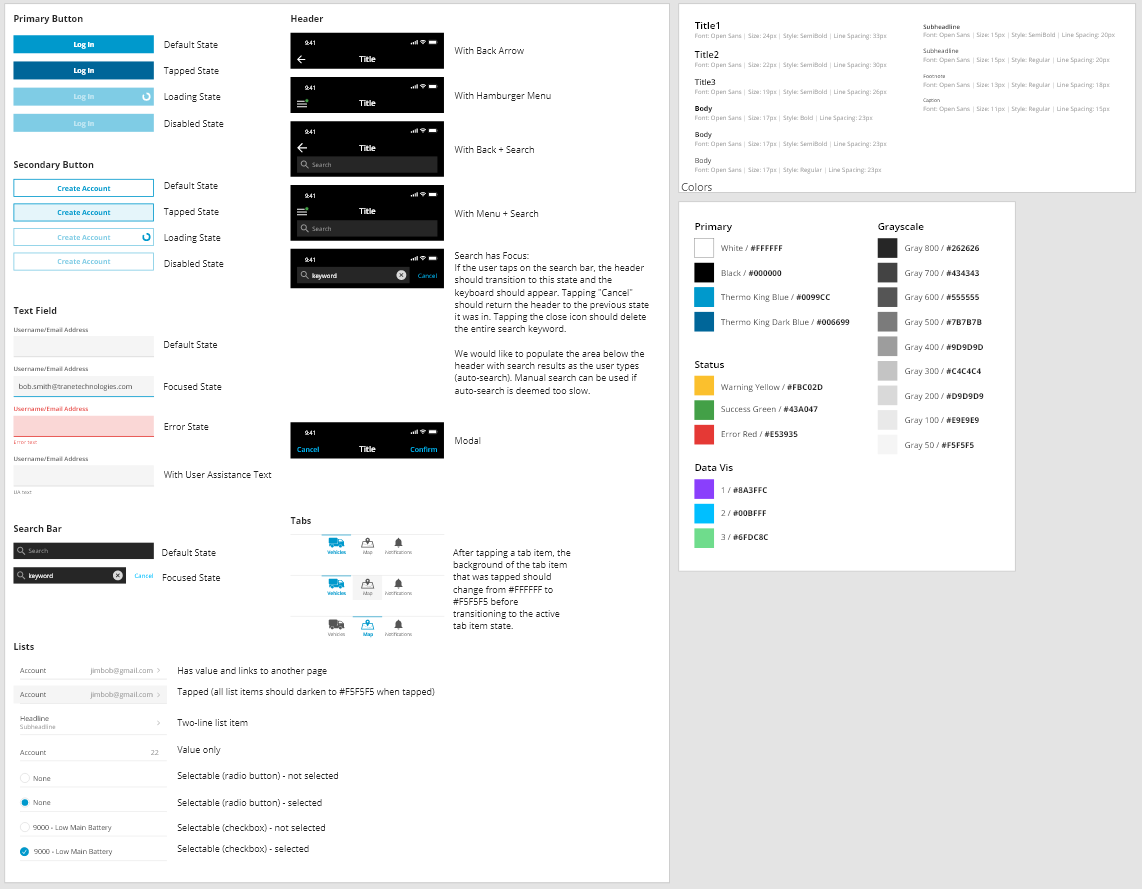 Primary Button
Log In
Default State
Log In
Tapped State
Log In
Loading State
Log In
Disabled State
Secondary Button
Create Account
Default State
Create Account
Tapped State
Create Account
Loading State
Create Account
Disabled State
Text Field
Username/Email Address
Default State
Username/Email Address
bob.smith@tranetechnologies.com
Focused State
Username/Email Address
Error State
Error text
Username/Email Address
With User Assistance Text
UA text
Search Bar
Search
Default State
keyword
Cancel
Focused State
Header
9:41
Title
With Back Arrow
9:41
Title
With Hamburger Menu
9:41
Title
Search
With Back + Search
9:41
Title
Search
With Menu + Search
9:41
keyword
Cancel
Search has Focus:
If the user taps on the search bar, the header
should transition to this state and the
keyboard should appear. Tapping "Cancel"
should return the header to the previous state
it was in. Tapping the close icon should delete
the entire search keyword.
We would like to populate the area below the
header with search results as the user types
(auto-search). Manual search can be used if
auto-search is deemed too slow.
9:41
Cancel
Title
Confirm
Modal
Tabs
Vehicles
Map
Notifications
Vehicles
Map
Notifications
Vehicles
Map
Notifications
After tapping a tab item, the
background of the tab item
that was tapped should
change from #FFFFFF to
#F5F5F5 before
transitioning to the active
tab item state.
Lists
Account
jimbob@gmail.com
Has value and links to another page
Account
jimbob@gmail.com
Tapped (all list items should darken to #F5F5F5 when tapped)
Headline
Subheadline
Two-line list item
Account
22
Value only
None
Selectable (radio button) - not selected
None
Selectable (radio button) - selected
9000 - Low Main Battery
Selectable (checkbox) - not selected
9000 - Low Main Battery
Selectable (checkbox) - selected
Title1
Font: Open Sans | Size: 24px | Style: SemiBold | Line Spacing: 33px
Title2
Font: Open Sans | Size: 22px | Style: SemiBold | Line Spacing: 30px
Title3
Font: Open Sans | Size: 19px | Style: SemiBold | Line Spacing: 26px
Body
Font: Open Sans | Size: 17px | Style: Bold | Line Spacing: 23px
Body
Font: Open Sans | Size: 17px | Style: SemiBold | Line Spacing: 23px
Body
Font: Open Sans | Size: 17px | Style: Regular | Line Spacing: 23px
Subheadline
Font: Open Sans | Size: 15px | Style: SemiBold | Line Spacing: 20px
Subheadline
Font: Open Sans | Size: 15px | Style: Regular | Line Spacing: 20px
Footnote
Font: Open Sans | Size: 13px | Style: Regular | Line Spacing: 18px
Caption
Font: Open Sans | Size: 11px | Style: Regular | Line Spacing: 15px
Colors
Primary
White / #FFFFFF
Black / #000000
Thermo King Blue / #0099CC
Thermo King Dark Blue / #006699
Status
Warning Yellow / #FBC02D
Success Green / #43A047
Error Red / #E53935
Data Vis
1 / #8A3FFC
2 / #00BFFF
3 / #6FDC8C
Grayscale
Gray 800 / #262626
Gray 700 / #434343
Gray 600 / #555555
Gray 500 / #7B7B7B
Gray 400 / #9D9D9D
Gray 300 / #C4C4C4
Gray 200 / #D9D9D9
Gray 100 / #E9E9E9
Gray 50 / #F5F5F5